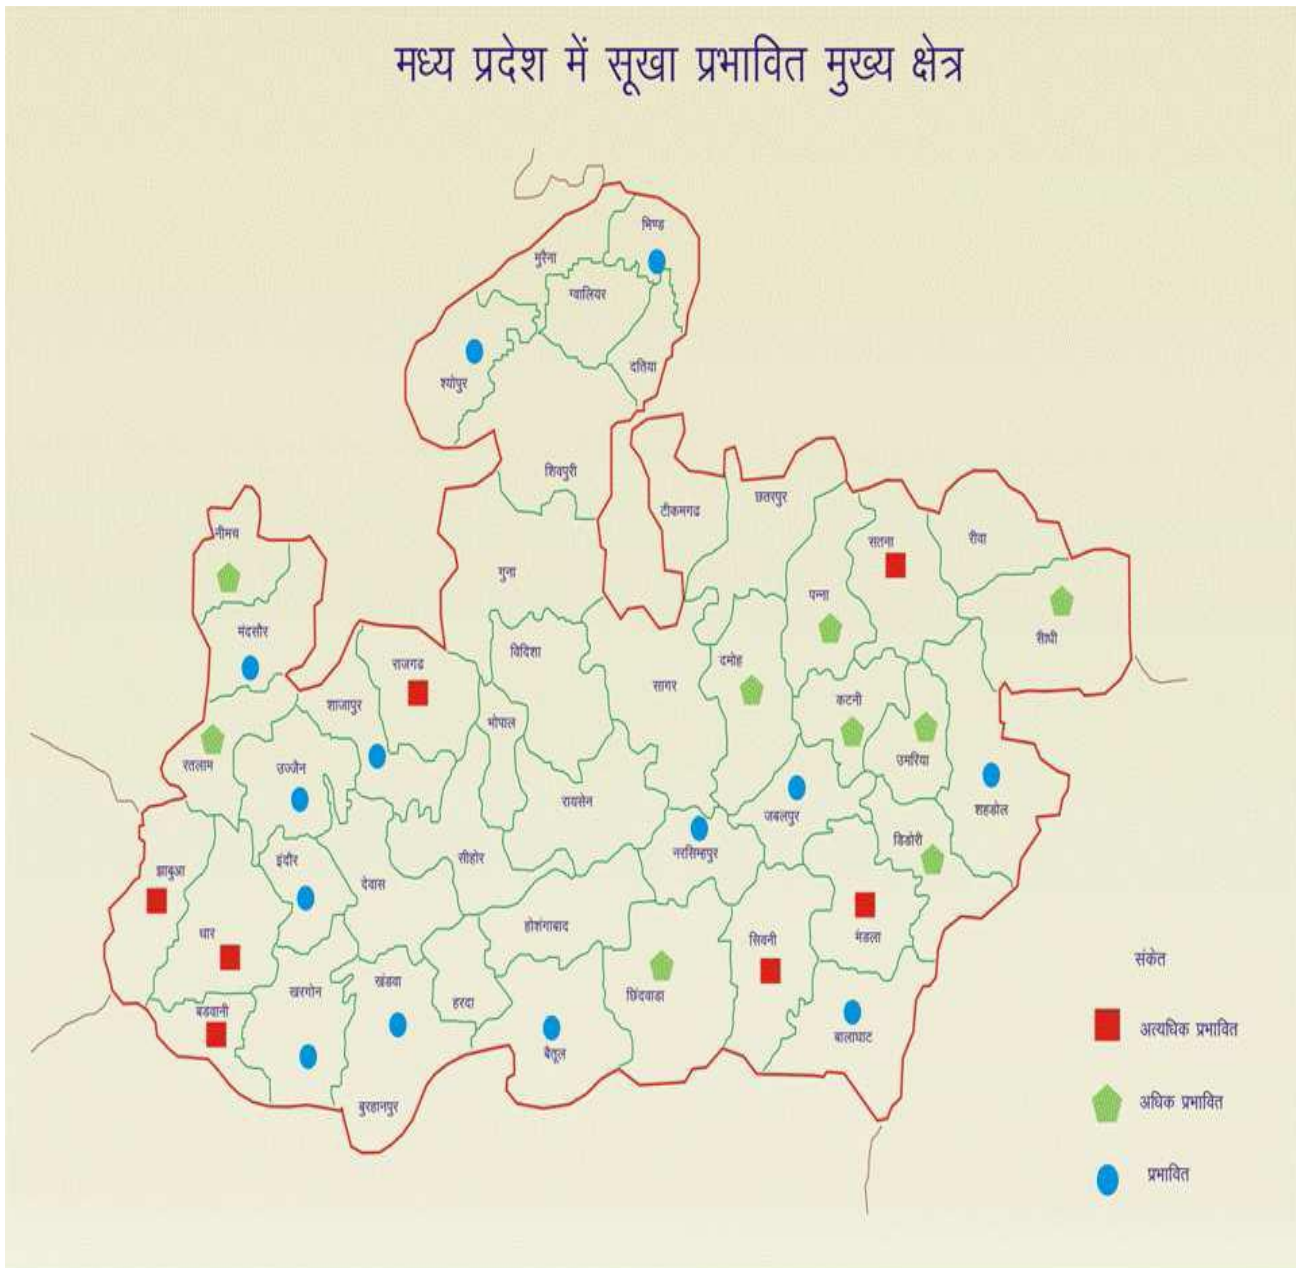 मध्य प्रदेश में सूखा प्रभावित मुख्य क्षेत्र
भिण्ड
मुरैना
ग्वालियर
दतिया
श्योपुर
शिवपुरी
टीकमगढ
छतरपुर
नीमच
सतना
रीवा
गुना
पन्ना
मंदसौर
सीधी
विदिशा
दमोह
राजगढ
सागर
कटनी
शाजापुर
भोपाल
रतलाम
उज्जैन
उमरिया
रायसेन
शहडोल
जबलपुर
डिडोरी
नरसिम्हपुर
सीहोर
इंदौर
झाबुआ
देवास
होशंगाबाद
धार
सिवनी
मंडला
संकेत
खंडवा
खरगोन
छिंदवाडा
हरदा
बडवानी
अत्यधिक प्रभावित
बालाघाट
बैतूल
अधिक प्रभावित
बुरहानपुर
प्रभावित